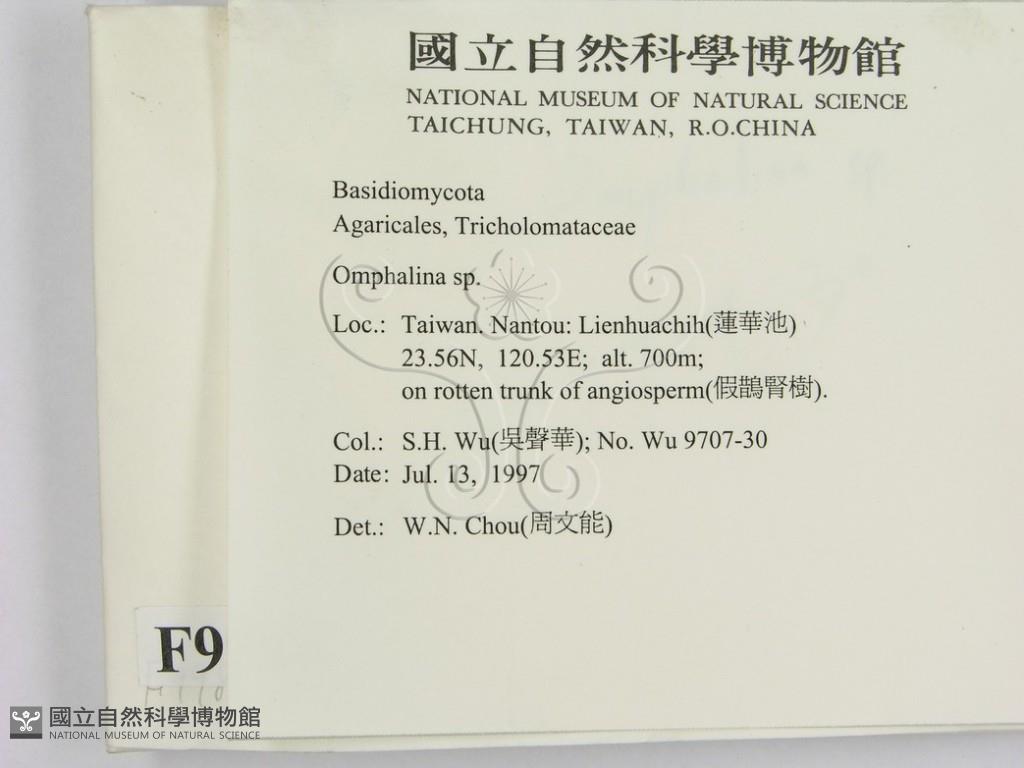 國立自然科學博物館
NATIONAL MUSEUM OF NATURAL SCIENCE
TAICHUNG, TAIWAN, R.O.CHINA
Basidiomycota
Agaricales, Tricholomataceae
Omphalina sp.
Loc.: Taiwan. Nantou: Lienhuachih(蓮華池)
23.56N, 120.53E; alt. 700m;
on rotten trunk of angiosperm(假鵲腎樹).
Col.: S.H. Wu(吳聲華); No. Wu 9707-30
Date: Jul. 13, 1997
Det.: W.N. Chou(周文能)
F9
國立自然科學博物館
NATIONAL MUSEUM OF NATURAL SCIENCE